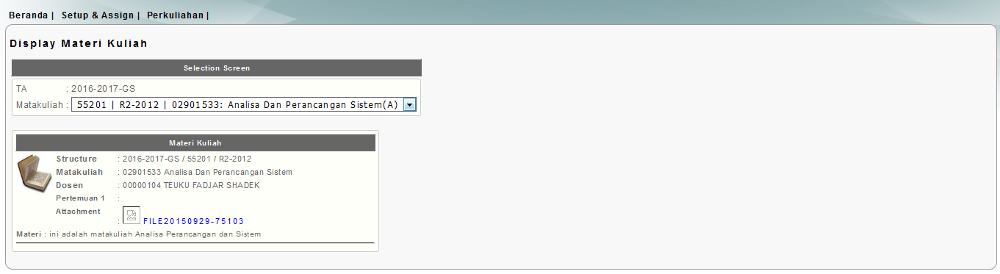 Beranda | Setup & Assign | Perkuliahan |
Display Materi Kuliah
Selection Screen
TA : 2016-2017-GS
Matakuliah : 55201 | R2-2012 | 02901533: Analisa Dan Perancangan Sistem(A)
Materi Kuliah
Structure : 2016-2017-GS / 55201 / R2-2012
Matakuliah : 02901533 Analisa Dan Perancangan Sistem
Dosen : 00000104 TEUKU FADJAR SHADEK
Pertemuan 1 :
Attachment
: FILE20150929-75103
Materi : ini adalah matakuliah Analisa Perancangan dan Sistem